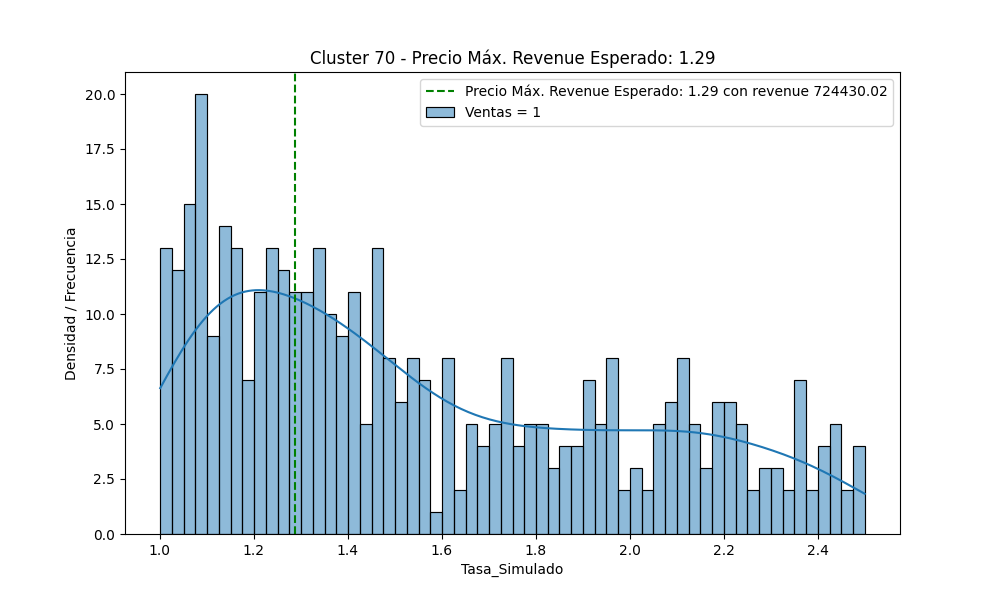 Cluster 70 - Precio Máx. Revenue Esperado: 1.29
Precio Máx. Revenue Esperado: 1.29 con revenue 724430.02
Ventas = 1
Densidad / Frecuencia
20.0
17.5
15.0
12.5
10.0
7.5
5.0
2.5
0.0
1.0 1.2 1.4 1.6 1.8 2.0 2.2 2.4
Tasa_Simulado